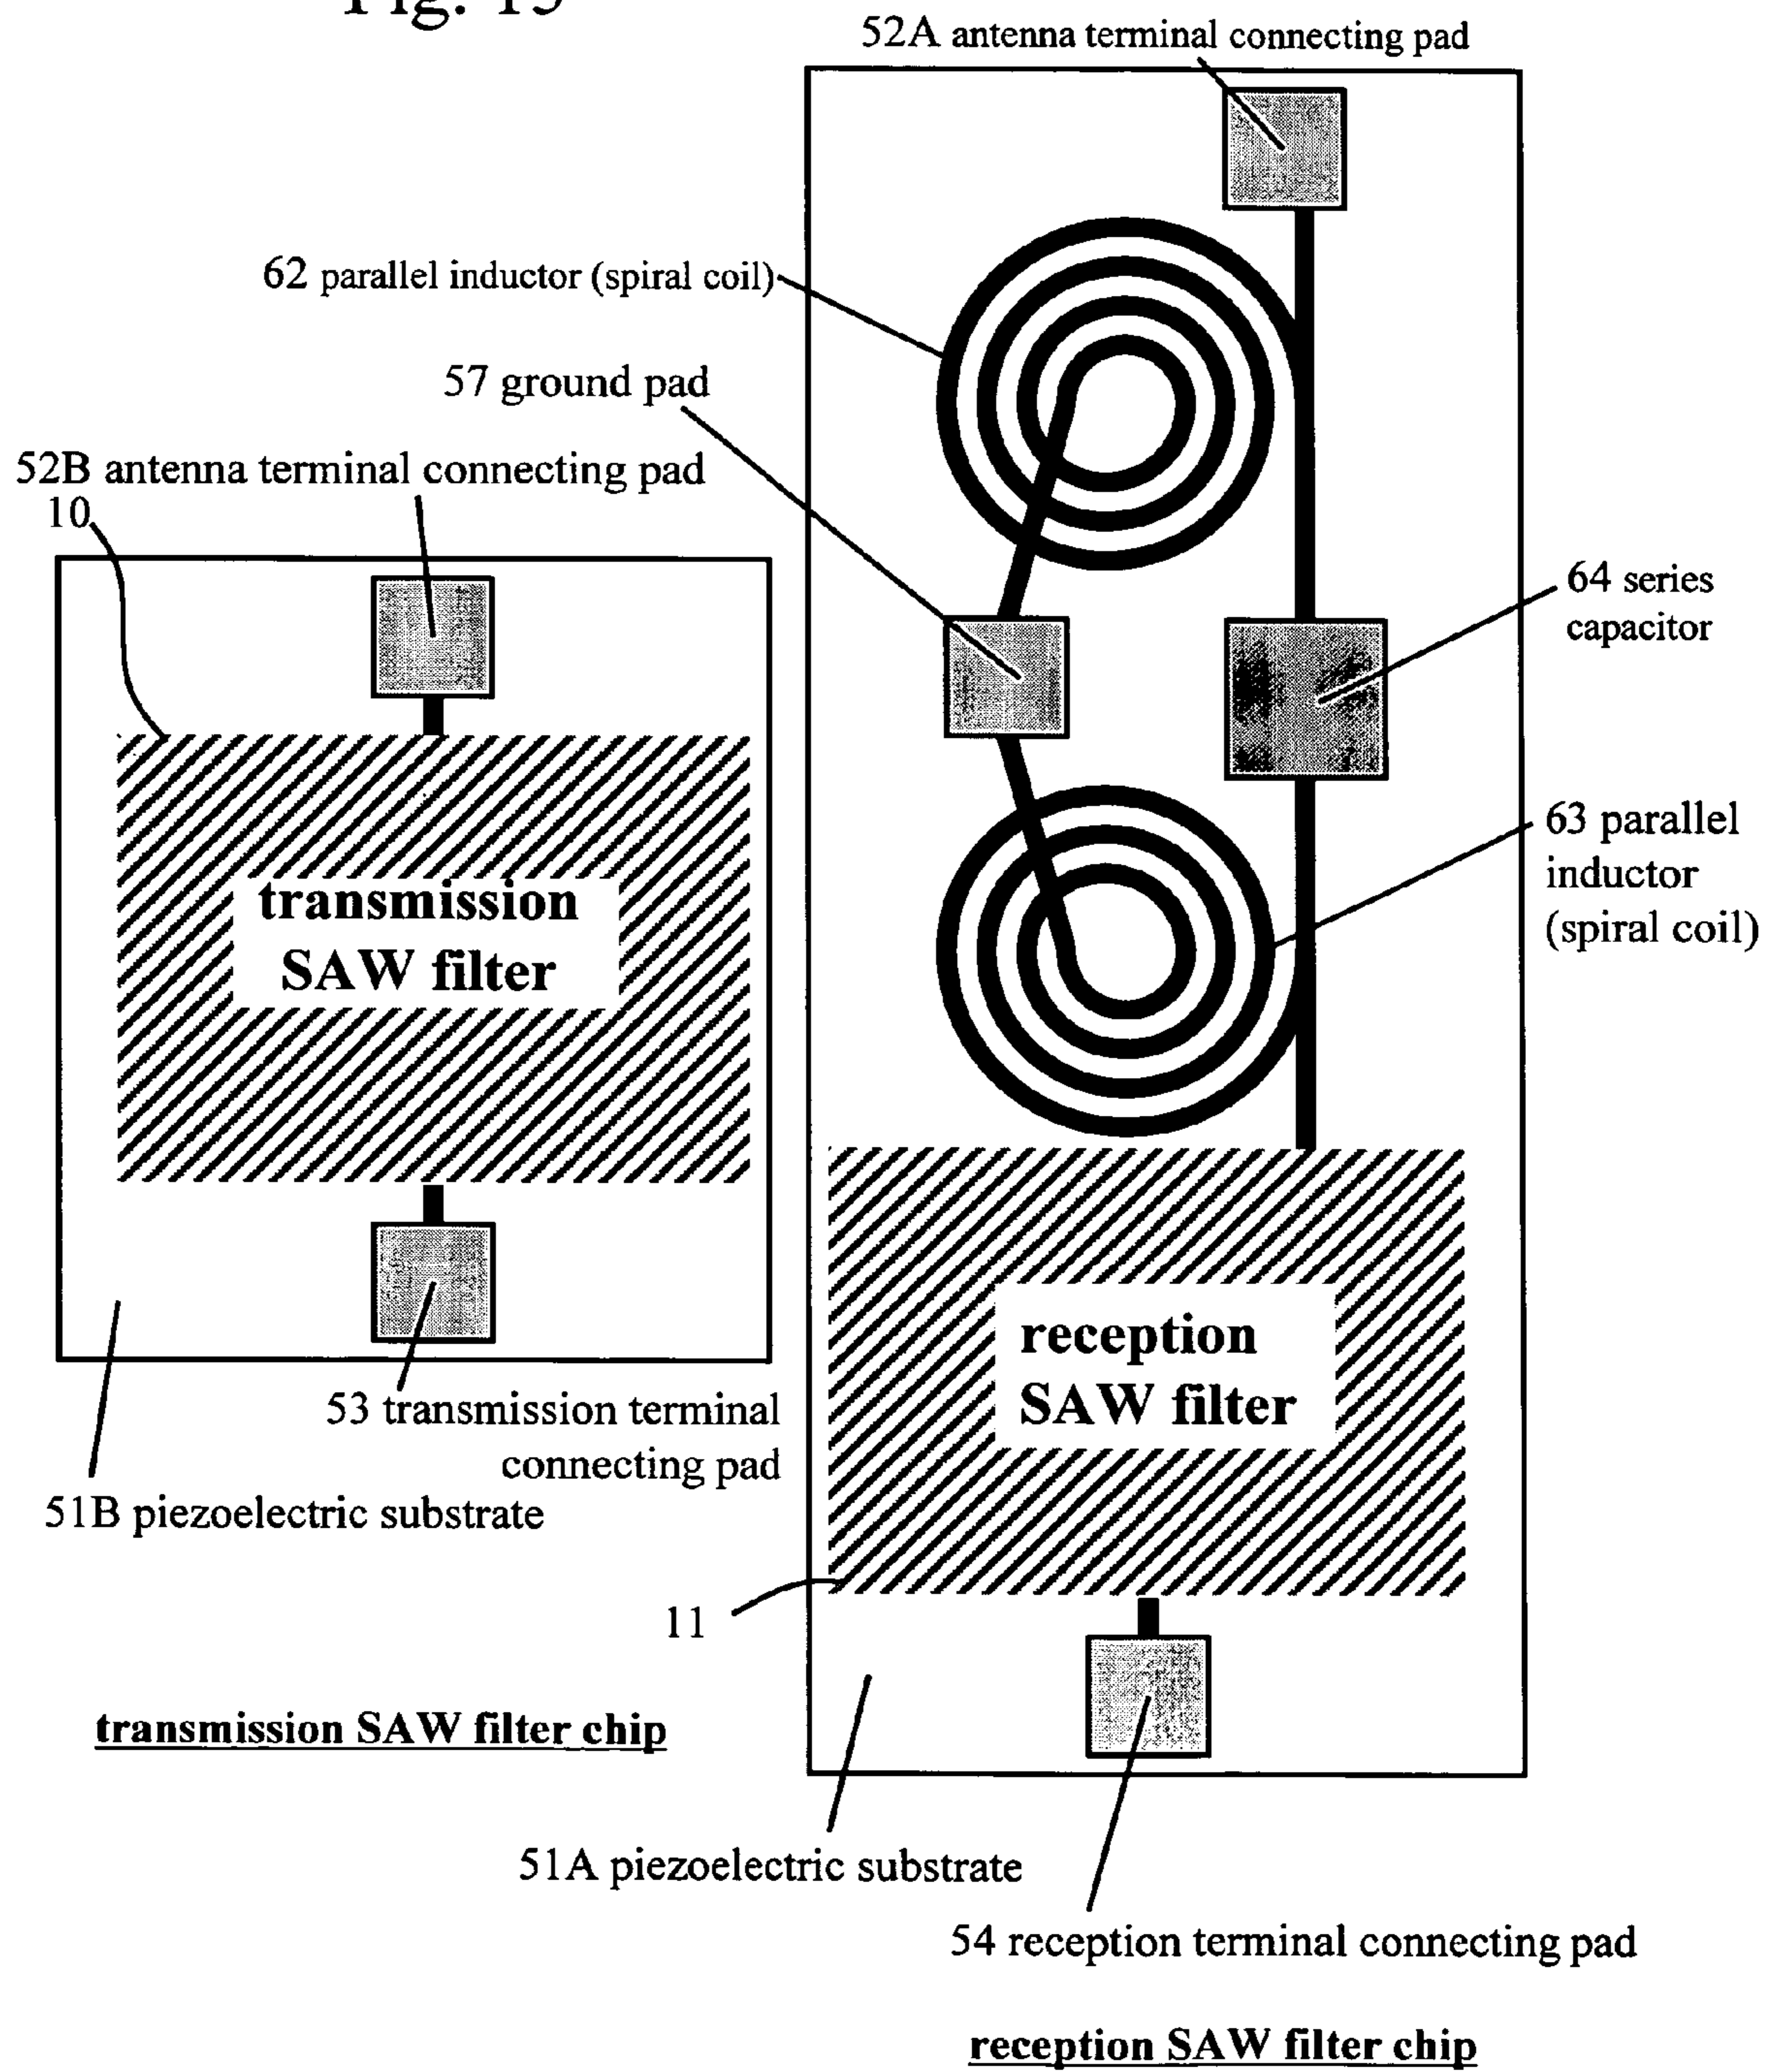 Fig. 15
52A antenna terminal connecting pad
62 parallel inductor (spiral coil)
57 ground pad
52B antenna terminal connecting pad
10
64 series
capacitor
63 parallel
inductor
(spiral coil)
transmission
SAW filter
reception
SAW filter
53 transmission terminal
connecting pad
51B piezoelectric substrate
11
transmission SAW filter chip
51A piezoelectric substrate
54 reception terminal connecting pad
reception SAW filter chip